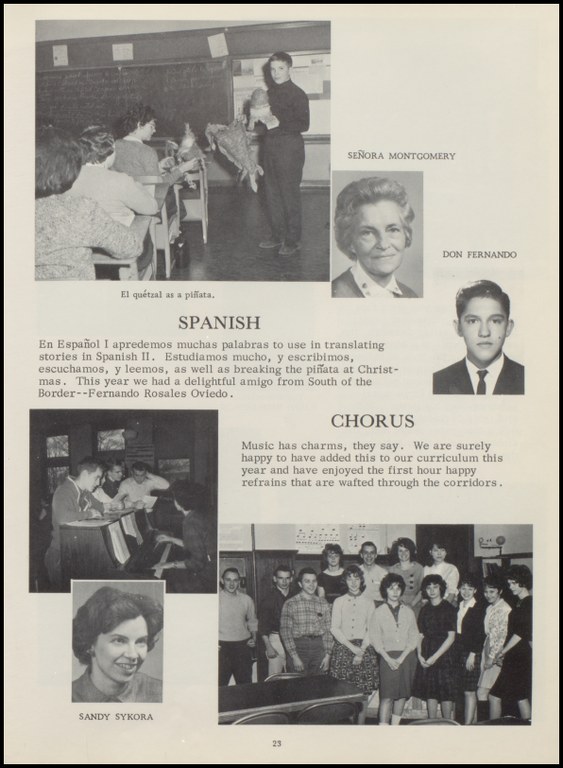 SEÑORA MONTGOMERY
DON FERNANDO
El quétzal as a piñata.
SPANISH
En Español I apredemos muchas palabras to use in translating
stories in Spanish II. Estudiamos mucho, y escribimos,
escuchamos, y leemos, as well as breaking the piñata at Christ-
mas. This year we had a delightful amigo from South of the
Border--Fernando Rosales Oviedo.
CHORUS
Music has charms, they say. We are surely
happy to have added this to our curriculum this
year and have enjoyed the first hour happy
refrains that are wafted through the corridors.
SANDY SYKORA
23